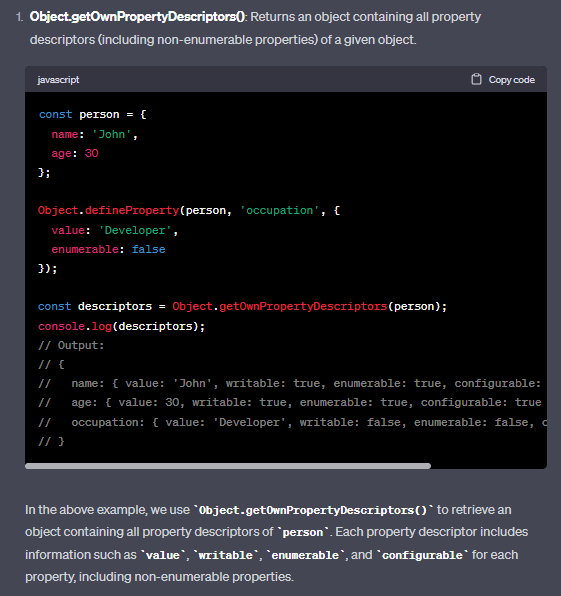 1. Object.getOwnPropertyDescriptors(): Returns an object containing all property
descriptors (including non-enumerable properties) of a given object.
javascript Copy code
const person = {
  name: 'John',
  age: 30
};
Object.defineProperty(person, 'occupation', {
  value: 'Developer',
  enumerable: false
});
const descriptors = Object.getOwnPropertyDescriptors(person);
console.log(descriptors);
// Output:
// {
//   name: { value: 'John', writable: true, enumerable: true, configurable:
//   age: { value: 30, writable: true, enumerable: true, configurable: true
//   occupation: { value: 'Developer', writable: false, enumerable: false, c
// }
In the above example, we use `Object.getOwnPropertyDescriptors()` to retrieve an
object containing all property descriptors of `person`. Each property descriptor includes
information such as `value`, `writable`, `enumerable`, and `configurable` for each
property, including non-enumerable properties.